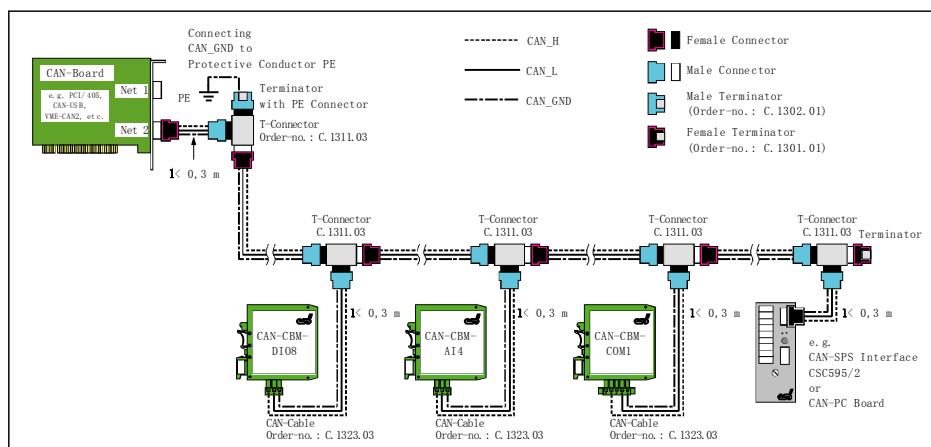 Connecting
CAN_GND to
Protective Conductor PE
CAN_H
CAN_L
CAN_GND
Female Connector
Male Connector
Male Terminator
(Order-no.: C.1302.01)
Female Terminator
(Order-no.: C.1301.01)
CAN-Board
e.g. PCI/405,
CAN-USB,
VME-CAN2, etc.
Net 1
Net 2
PE
Terminator
with PE Connector
T-Connector
Order-no.: C.1311.03
l< 0,3 m
T-Connector
C.1311.03
T-Connector
C.1311.03
T-Connector
C.1311.03
T-Connector
C.1311.03
Terminator
l< 0,3 m
l< 0,3 m
l< 0,3 m
l< 0,3 m
esd
CAN-CBM-
DIO8
esd
CAN-CBM-
AI4
esd
CAN-CBM-
COM1
esd
e.g.
CAN-SPS Interface
CSC595/2
or
CAN-PC Board
CAN-Cable
Order-no.: C.1323.03
CAN-Cable
Order-no.: C.1323.03
CAN-Cable
Order-no.: C.1323.03